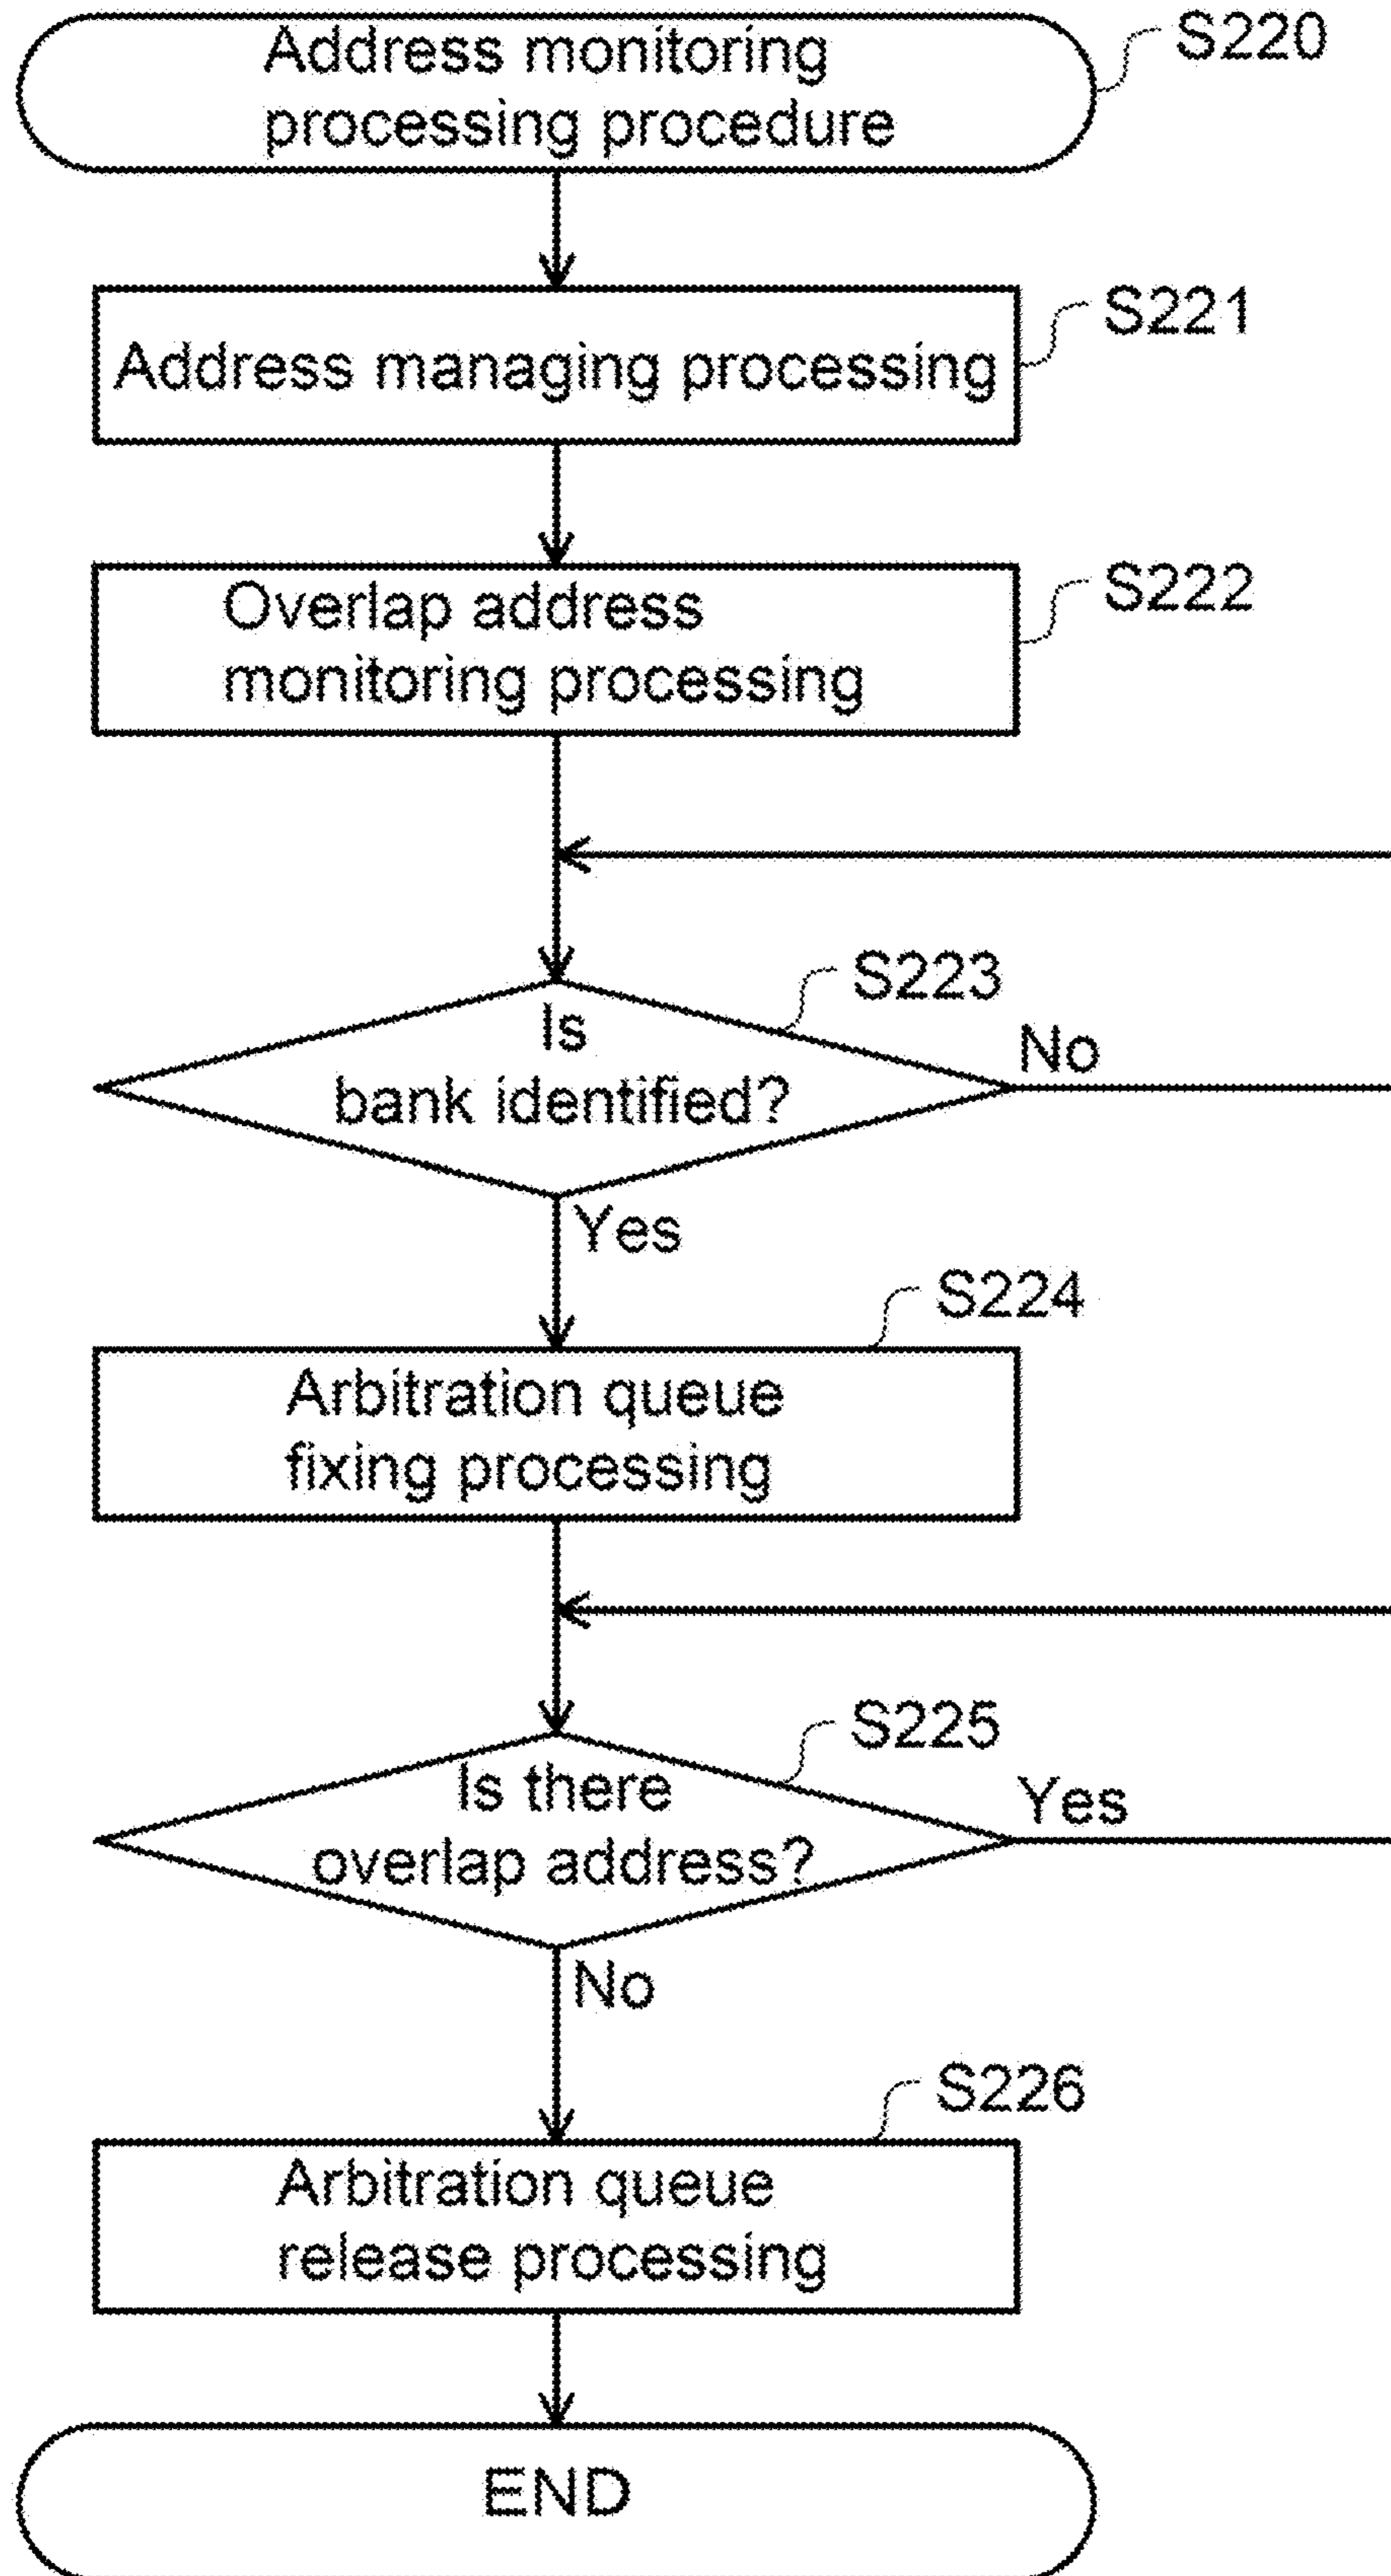 Address monitoring
processing procedure
S220
Address managing processing
S221
Overlap address
monitoring processing
S222
S223
Is
bank identified?
No
Yes
S224
Arbitration queue
fixing processing
S225
Is there
overlap address?
Yes
No
S226
Arbitration queue
release processing
END